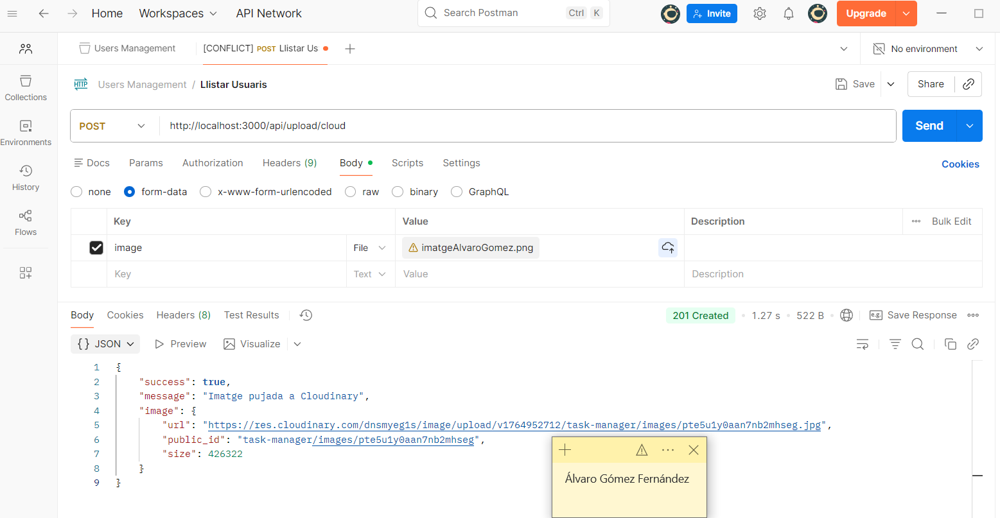 Home Workspaces API Network Search Postman Ctrl K Invite Upgrade
Users Management [CONFLICT] POST Llistar Us No environment
Users Management / Llistar Usuaris Save Share
Collections
Environments
History
Flows
POST http://localhost:3000/api/upload/cloud Send
Docs Params Authorization Headers (9) Body Scripts Settings Cookies
none form-data x-www-form-urlencoded raw binary GraphQL
Key Value Description Bulk Edit
image File imatgeAlvaroGomez.png
Key Text Value Description
Body Cookies Headers (8) Test Results 201 Created 1.27 s 522 B e.g. Save Response
{} JSON Preview Visualize
1 {
2 "success": true,
3 "message": "Imatge pujada a Cloudinary",
4 "image": {
5 "url": "https://res.cloudinary.com/dnsmyeg1s/image/upload/v1764952712/task-manager/images/pte5u1y0aan7nb2mhseg.jpg",
6 "public_id": "task-manager/images/pte5u1y0aan7nb2mhseg",
7 "size": 426322
8 }
9 }
Álvaro Gómez Fernández